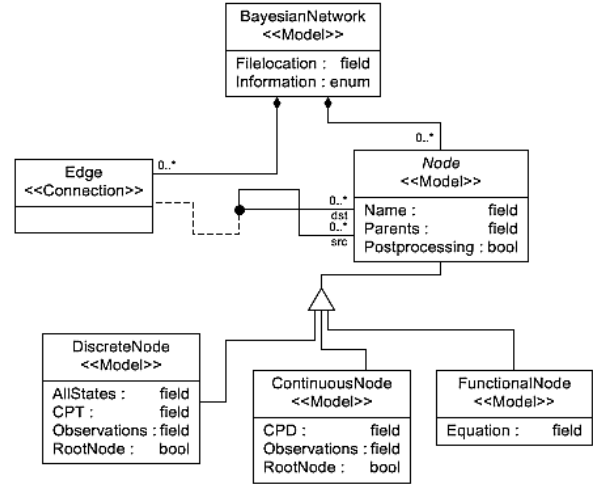 BayesianNetwork
<<Model>>
Filelocation : field
Information : enum
0..*
0..*
Edge
<<Connection>>
Node
<<Model>>
Name : field
Parents : field
Postprocessing : bool
0..*
dst
0..*
src
DiscreteNode
<<Model>>
AllStates : field
CPT : field
Observations : field
RootNode : bool
ContinuousNode
<<Model>>
CPD : field
Observations : field
RootNode : bool
FunctionalNode
<<Model>>
Equation : field